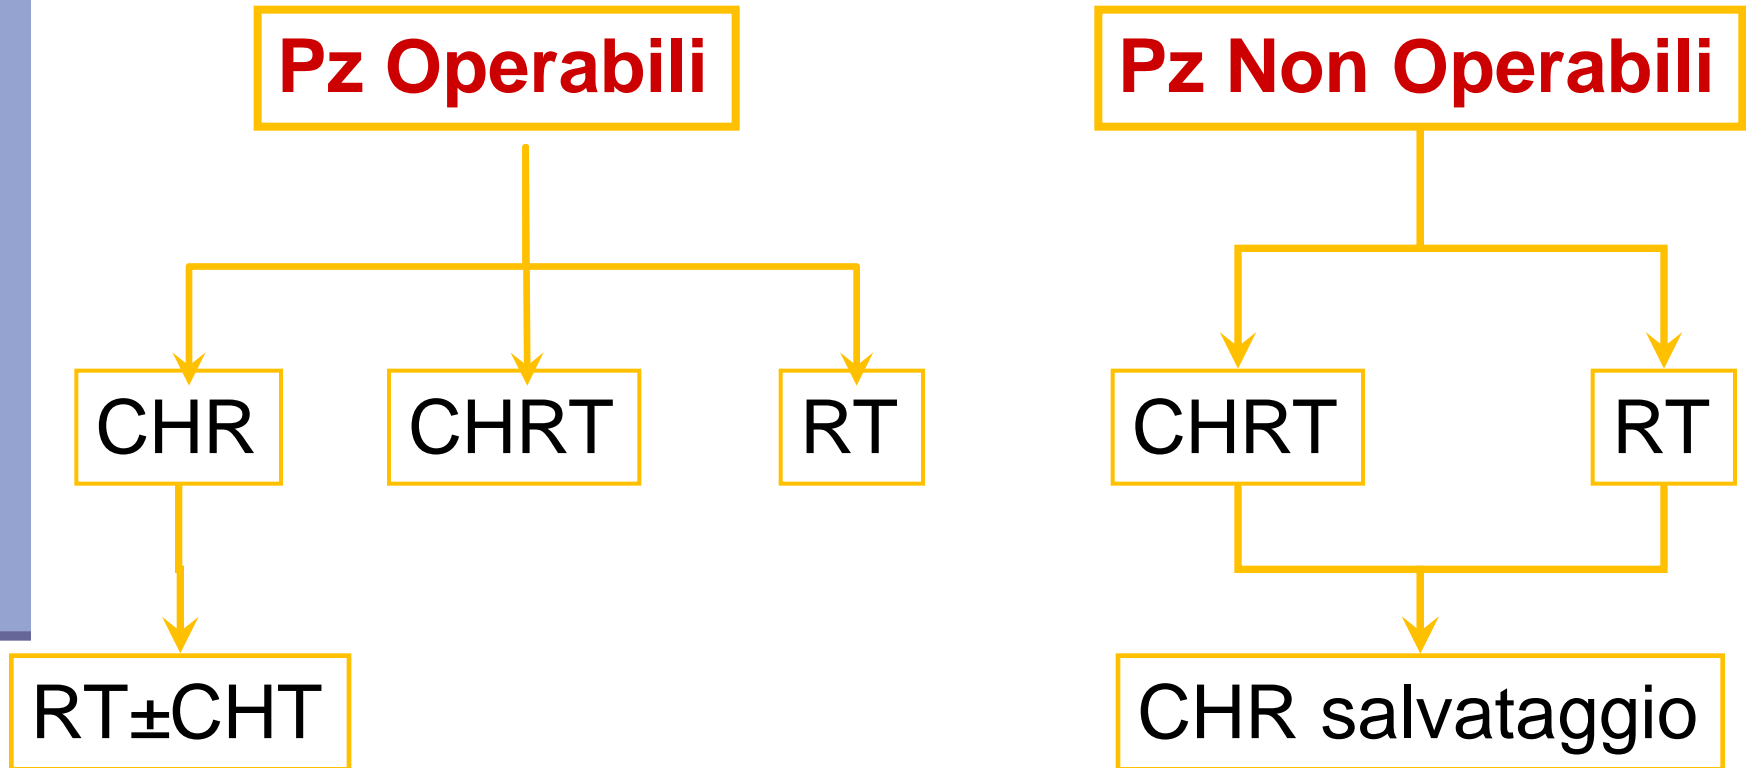 Pz Operabili
Pz Non Operabili
CHR
CHRT
RT
CHRT
RT
RT±CHT
CHR salvataggio